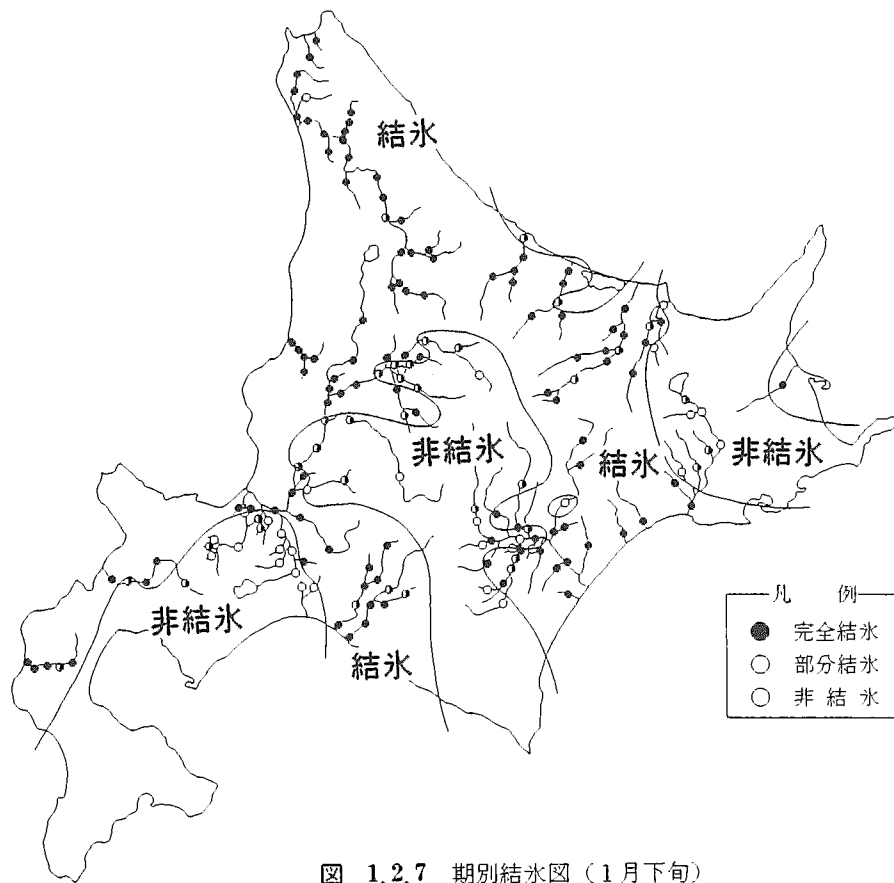 結氷
非結氷
結氷
非結氷
非結氷
結氷
凡例
● 完全結氷
○ 部分結氷
○ 非結氷
図 1.2.7 期別結氷図（1月下旬）